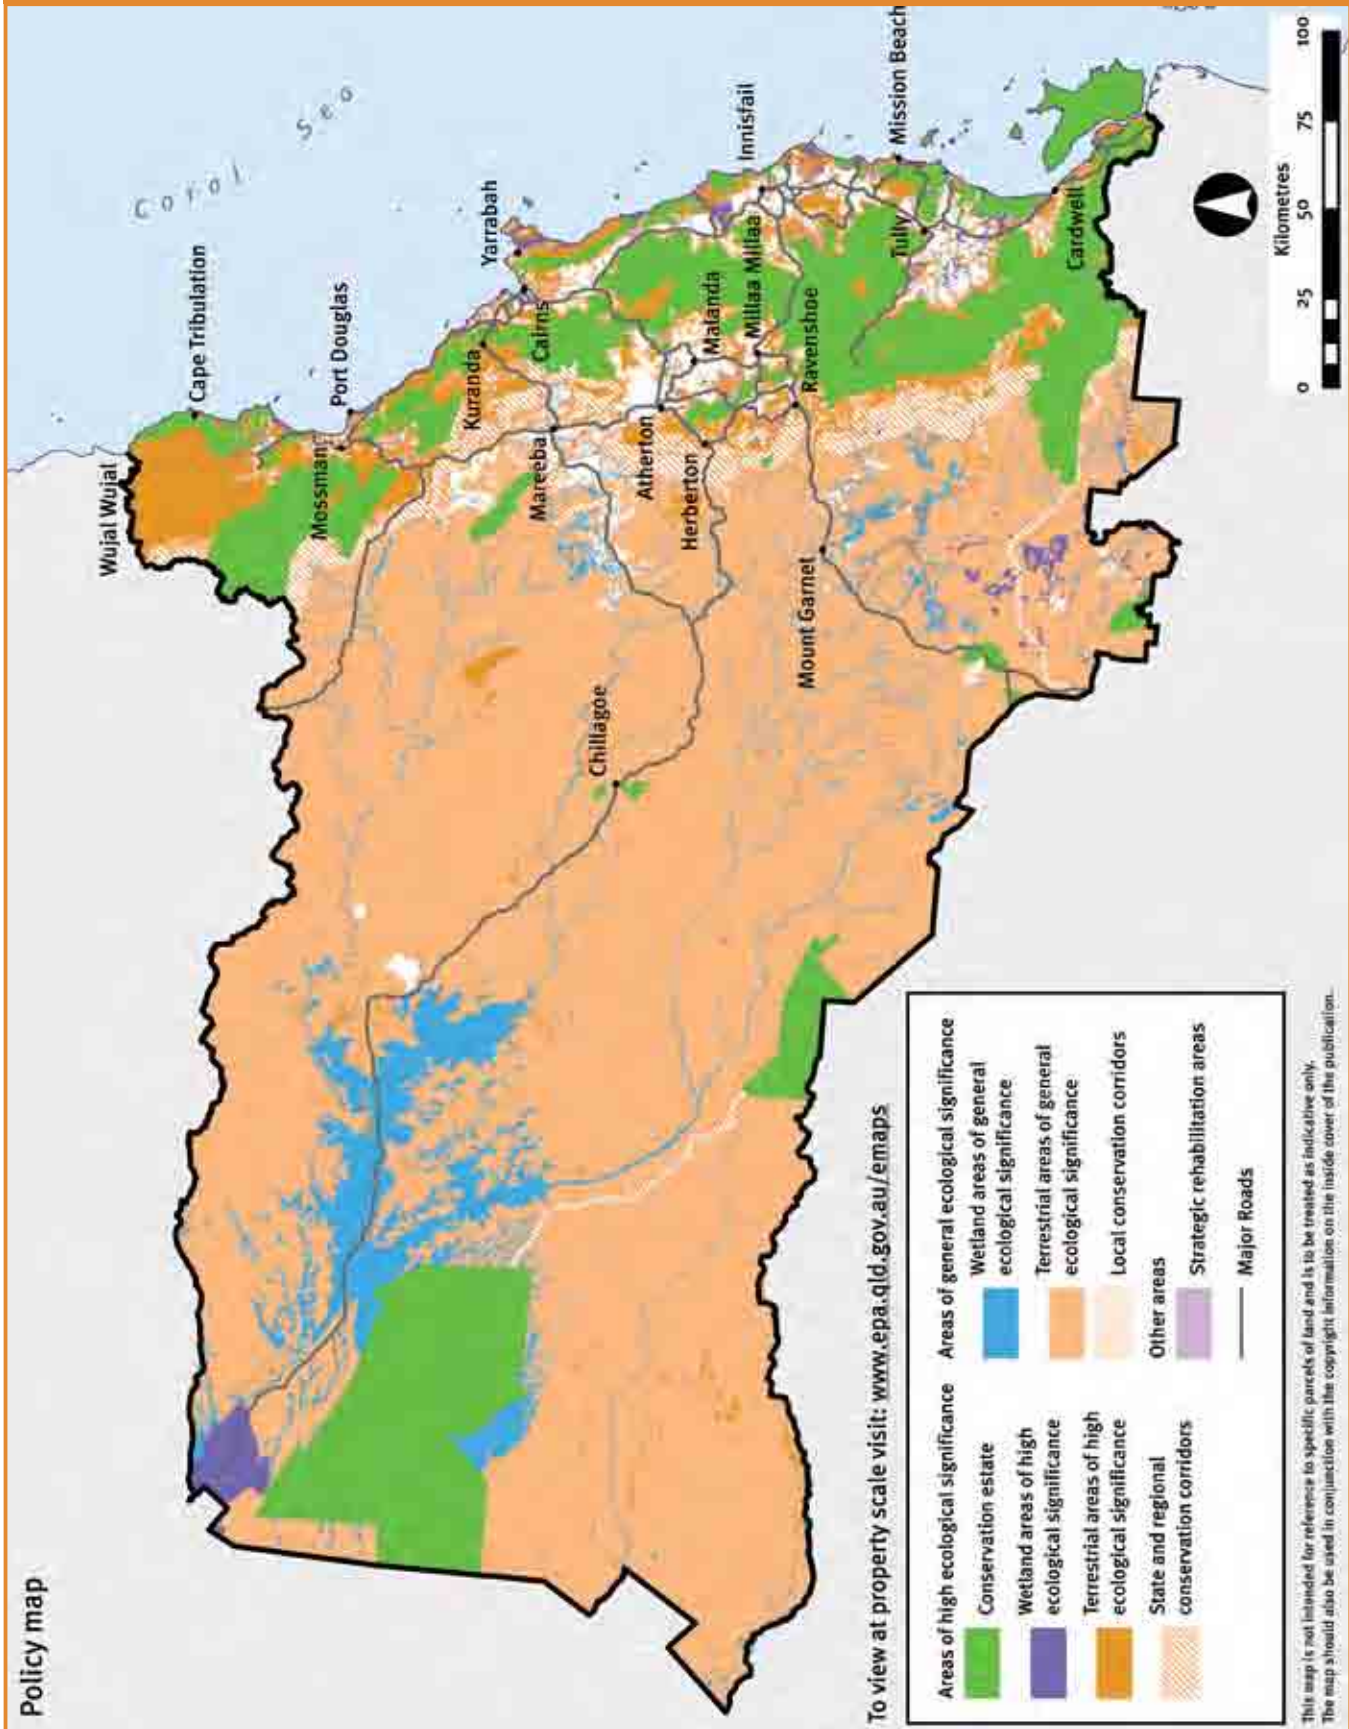 Policy map
Coral Sea
Wujal Wujal
Cape Tribulation
Port Douglas
Mossman
Yarrabah
Kuranda
Cairns
Mareeba
Innisfail
Atherton
Malanda
Millaa Millaa
Herberton
Ravenshoe
Mission Beach
Tully
Cardwell
Chillagoe
Mount Garnet
Kilometres
0 25 50 75 100
To view at property scale visit: www.epa.qld.gov.au/emaps
Areas of high ecological significance
Conservation estate
Wetland areas of high
ecological significance
Terrestrial areas of high
ecological significance
State and regional
conservation corridors
Areas of general ecological significance
Wetland areas of general
ecological significance
Terrestrial areas of general
ecological significance
Local conservation corridors
Other areas
Strategic rehabilitation areas
Major Roads
This map is not intended for reference to specific parcels of land and is to be treated as indicative only.
The map should also be used in conjunction with the copyright information on the inside cover of the publication.